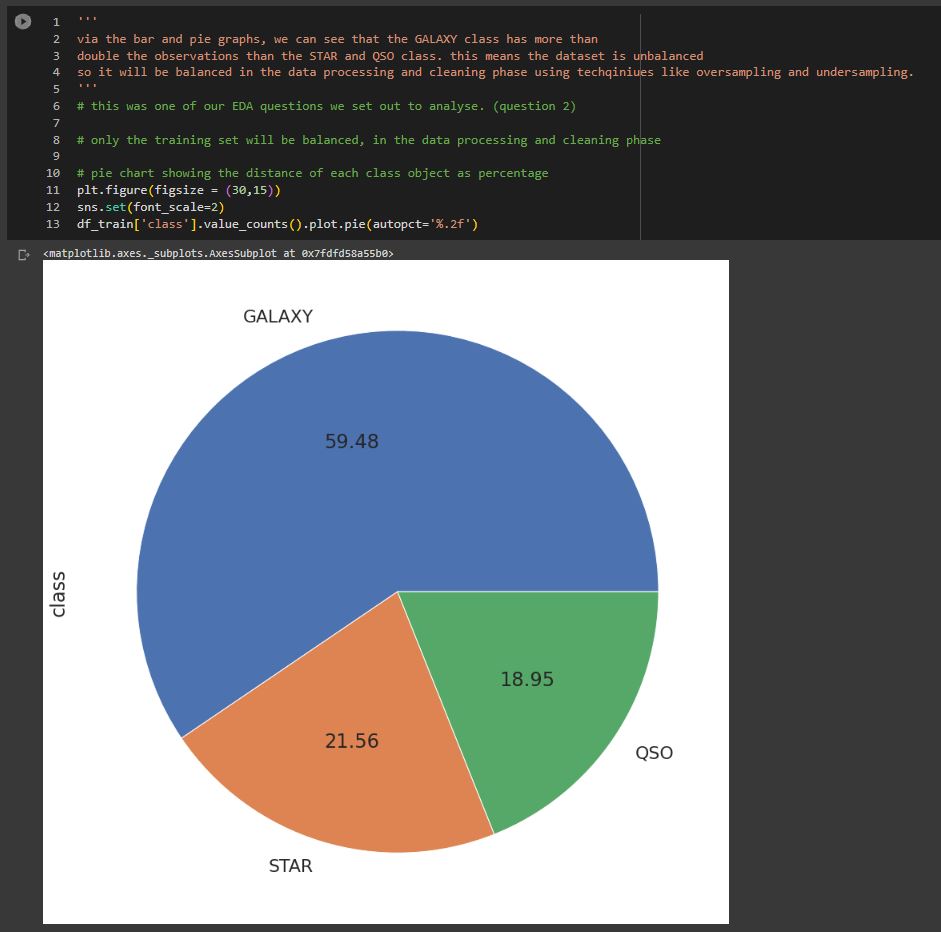 1 '''
2 via the bar and pie graphs, we can see that the GALAXY class has more than
3 double the observations than the STAR and QSO class. this means the dataset is unbalanced
4 so it will be balanced in the data processing and cleaning phase using techqiniues like oversampling and undersampling.
5 '''
6 # this was one of our EDA questions we set out to analyse. (question 2)
7
8 # only the training set will be balanced, in the data processing and cleaning phase
9
10 # pie chart showing the distance of each class object as percentage
11 plt.figure(figsize = (30,15))
12 sns.set(font_scale=2)
13 df_train['class'].value_counts().plot.pie(autopct='%.2f')
<matplotlib.axes._subplots.AxesSubplot at 0x7fdfd58a55b0>
GALAXY
59.48
class
18.95
21.56
QSO
STAR